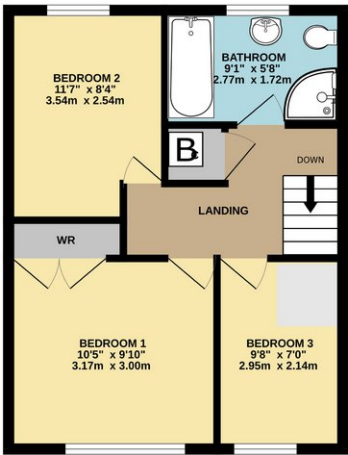 BEDROOM 2
11'7" x 8'4"
3.54m x 2.54m
BATHROOM
9'1" x 5'8"
2.77m x 1.72m
B
DOWN
LANDING
WR
BEDROOM 1
10'5" x 9'10"
3.17m x 3.00m
BEDROOM 3
9'8" x 7'0"
2.95m x 2.14m